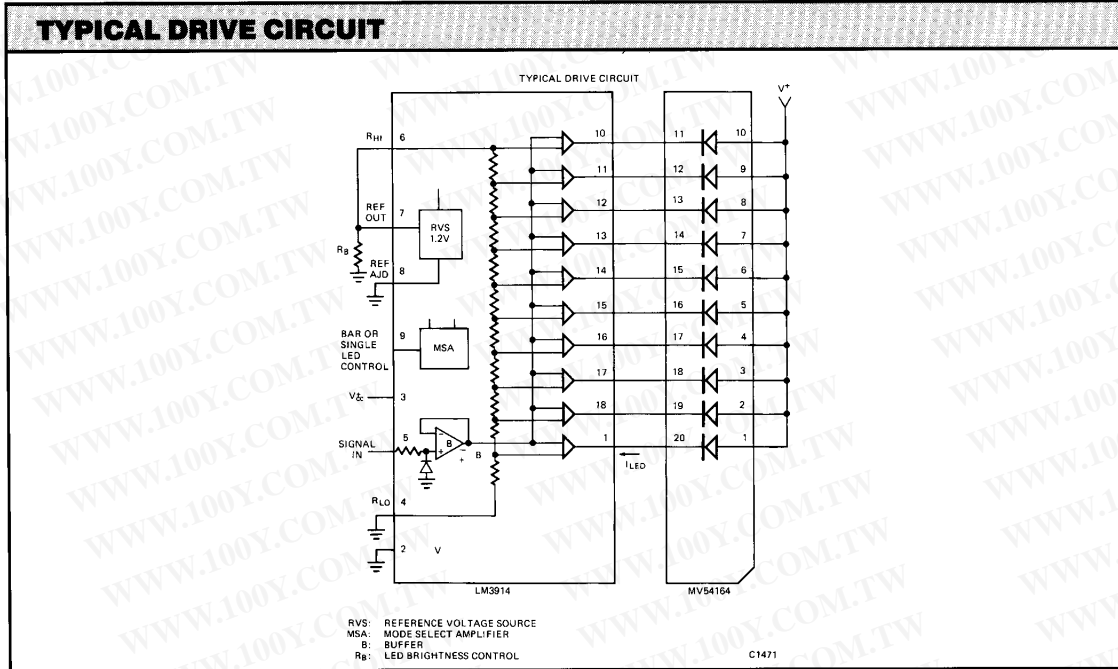 TYPICAL DRIVE CIRCUIT
TYPICAL DRIVE CIRCUIT
V+
RHI 6
10 11 10
11 12 9
12 13 8
REF OUT 7
RVS 1.2V
13 14 7
RB
REF AJD 8
14 15 6
15 16 5
BAR OR SINGLE LED CONTROL 9
MSA
16 17 4
17 18 3
3
18 19 2
SIGNAL IN 5
B
- + - +
B
1 20 1
ILED
RLO 4
2 V
LM3914
MV54164
RVS: REFERENCE VOLTAGE SOURCE
MSA: MODE SELECT AMPLIFIER
B: BUFFER
RB: LED BRIGHTNESS CONTROL
C1471
WWW.100Y.COM.TW